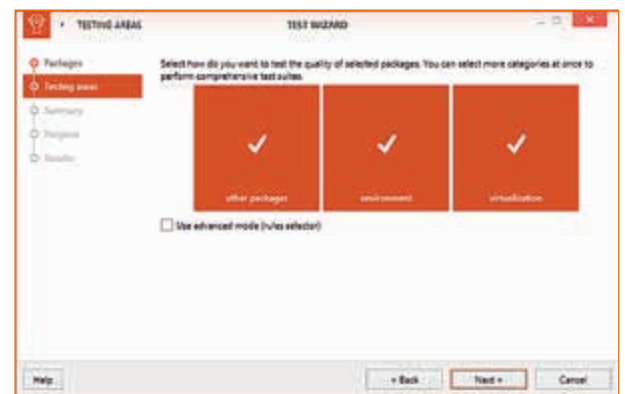 TESTING AREAS
TEST WIZARD
Packages
Testing areas
Summary
Progress
Results
Select how do you want to test the quality of selected packages. You can select more categories at once to
perform comprehensive test suites.
other packages
environment
virtualization
Use advanced mode (rules selector)
Help
< Back
Next >
Cancel